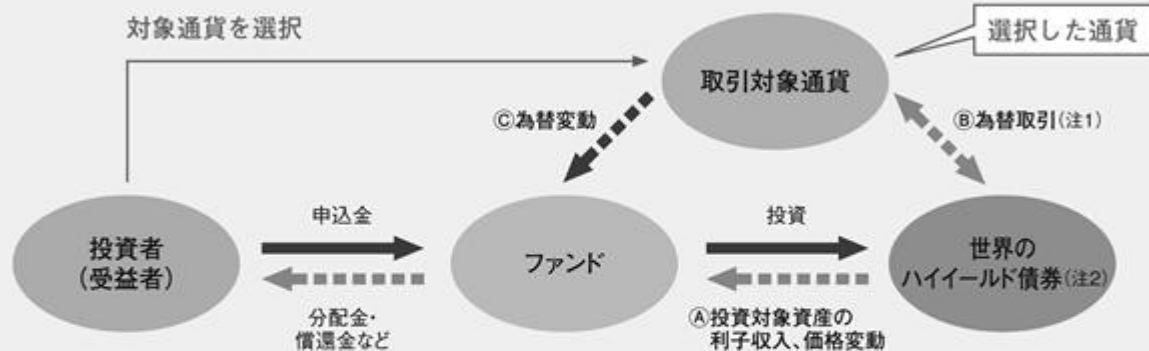 対象通貨を選択
選択した通貨
取引対象通貨
Ⓒ為替変動
Ⓑ為替取引(注1)
申込金
投資
投資者
(受益者)
ファンド
世界の
ハイイールド債券(注2)
分配金・
償還金など
Ⓐ投資対象資産の
利子収入、価格変動